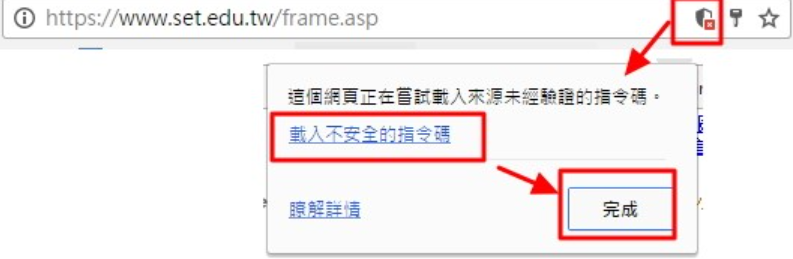 https://www.set.edu.tw/frame.asp
這個網頁正在嘗試載入來源未經驗證的指令碼。
載入不安全的指令碼
瞭解詳情
完成